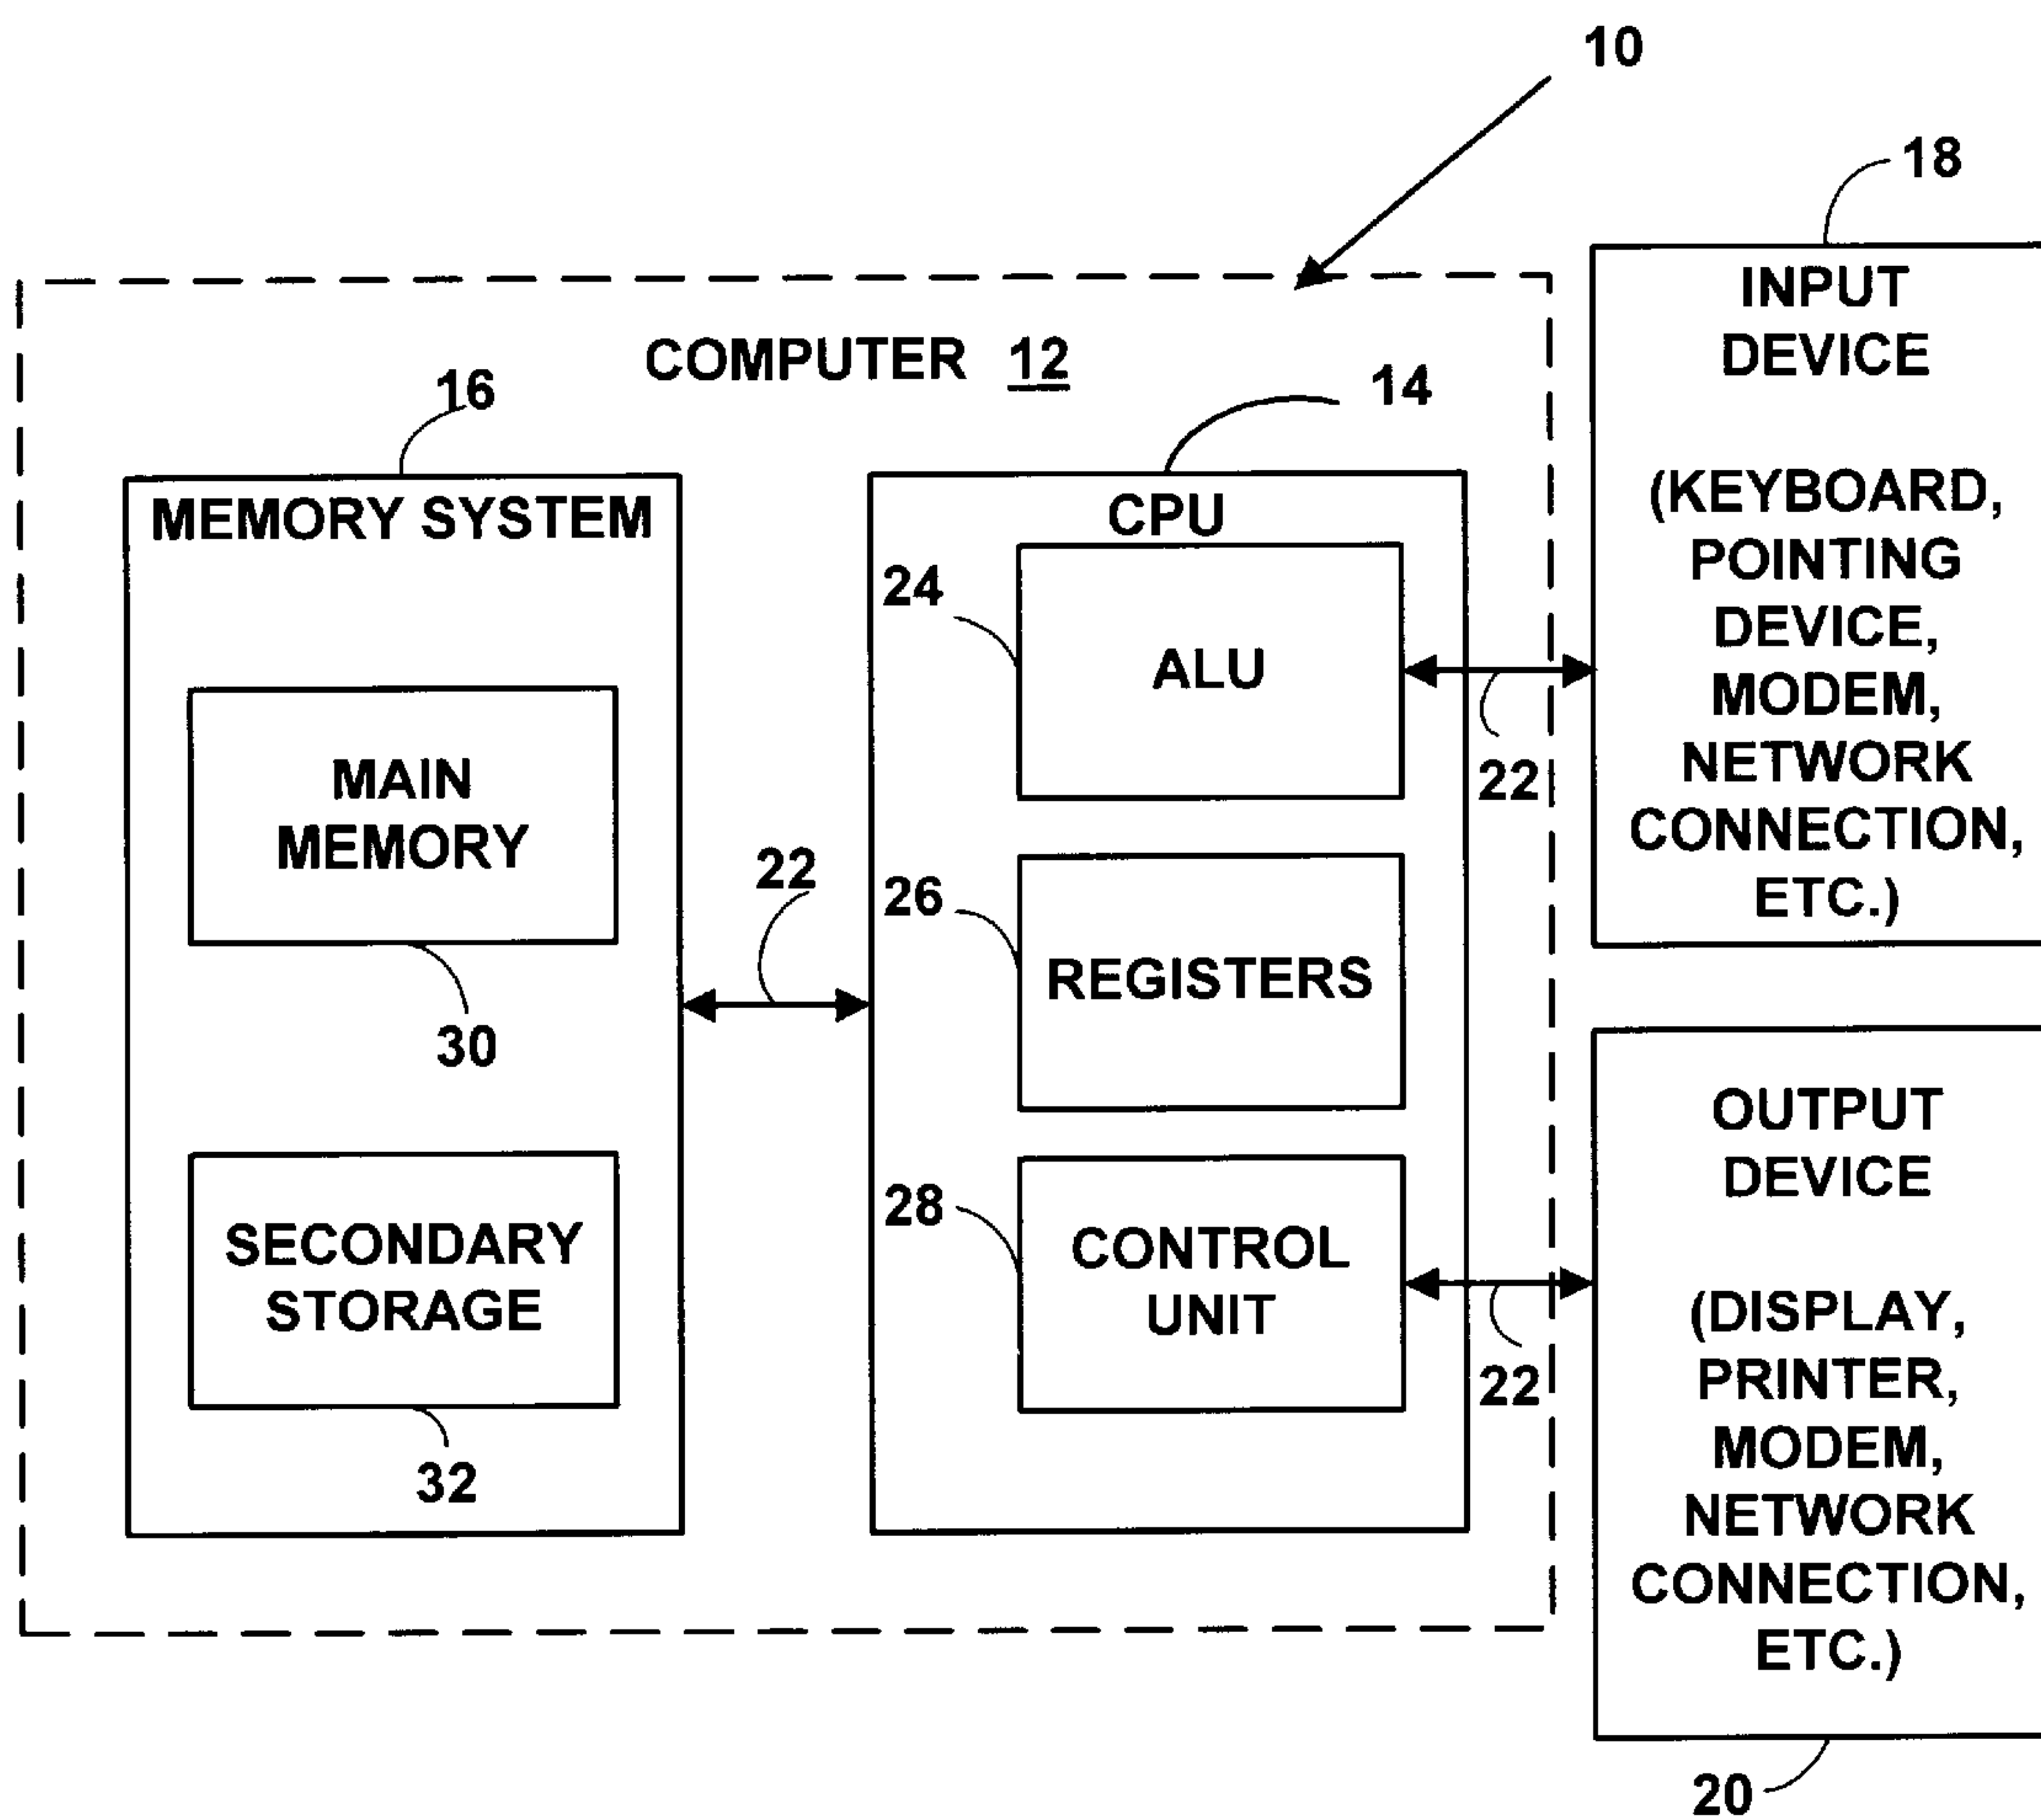 10
18
COMPUTER 12
16
14
MEMORY SYSTEM
MAIN
MEMORY
30
SECONDARY
STORAGE
32
22
CPU
24
ALU
26
REGISTERS
28
CONTROL
UNIT
22
22
INPUT
DEVICE
(KEYBOARD,
POINTING
DEVICE,
MODEM,
NETWORK
CONNECTION,
ETC.)
OUTPUT
DEVICE
(DISPLAY,
PRINTER,
MODEM,
NETWORK
CONNECTION,
ETC.)
20